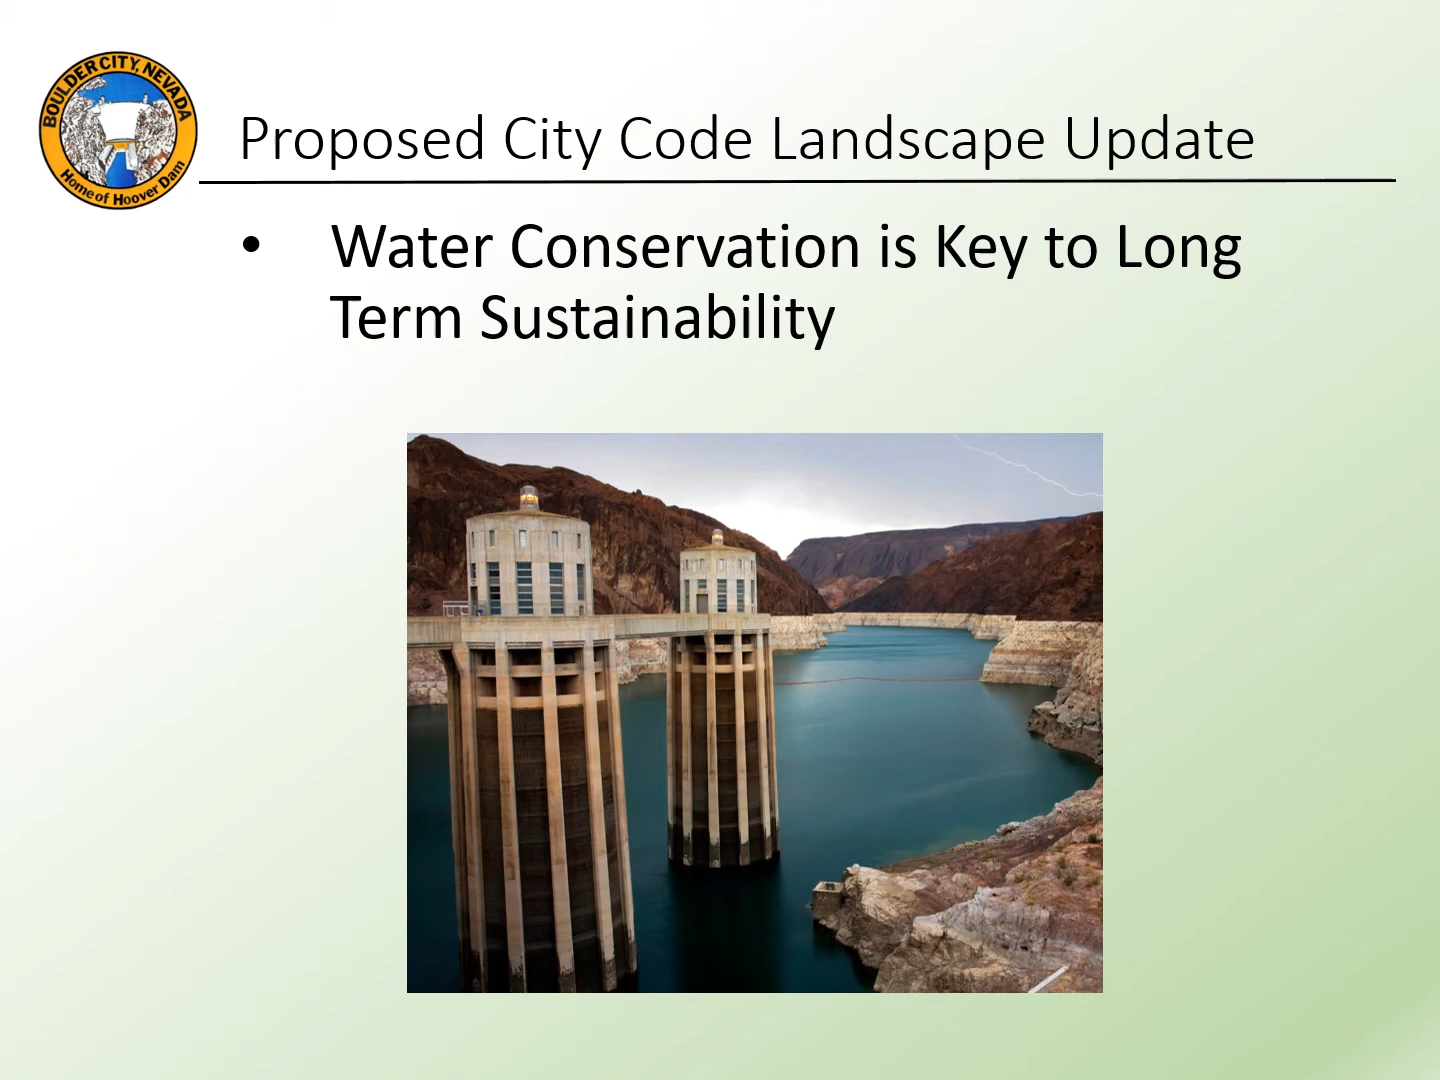 BOULDER CITY, NEVADA
Home of Hoover Dam
Proposed City Code Landscape Update
• Water Conservation is Key to Long
Term Sustainability